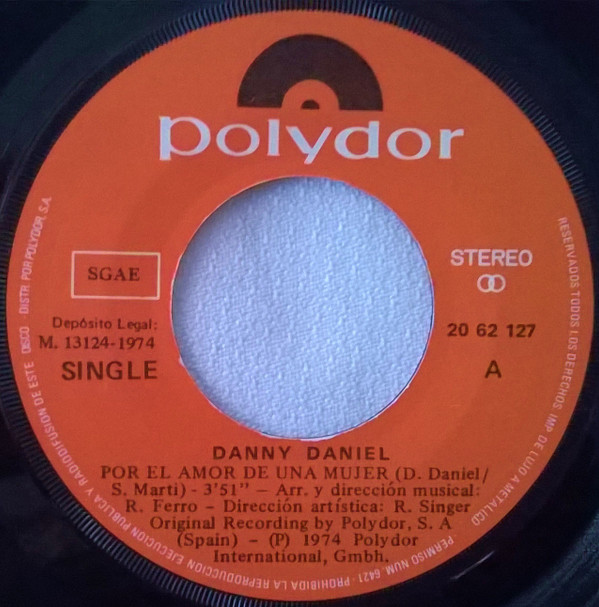 polydor
SGAE
STEREO
Depósito Legal:
M. 13124-1974
20 62 127
SINGLE
A
DANNY DANIEL
POR EL AMOR DE UNA MUJER (D. Daniel/
S. Marti) - 3'51" - Arr. y dirección musical:
R. Ferro - Dirección artística: R. Singer
Original Recording by Polydor, S. A
(Spain) - (P) 1974 Polydor
International, Gmbh.
RESERVADOS TODOS LOS DERECHOS IMP DE LUJO A METALICO -PERMISO NUM 6421 - PROHIBIDA LA REPRODUCCION EJECUCION PUBLICA Y RADIODIFUSION DE ESTE DISCO DISTR. POR POLYDOR, S.A.